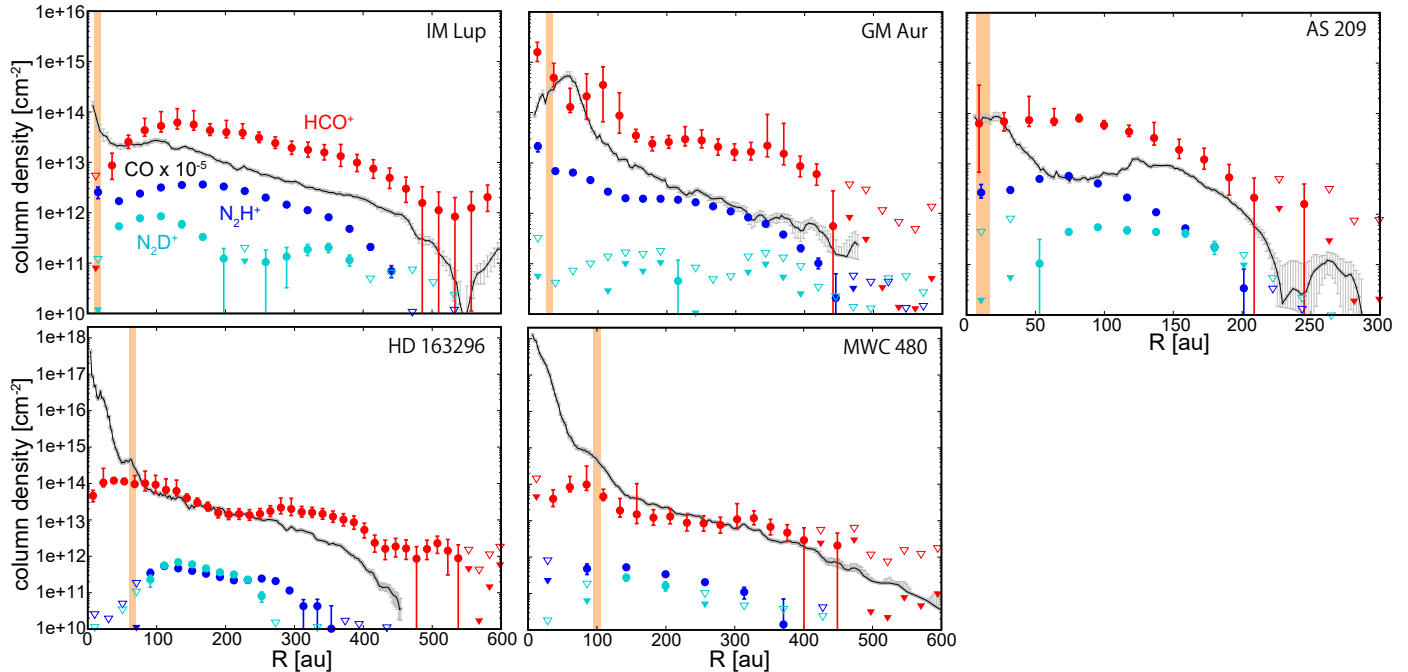 1e+16
1e+15
1e+14
1e+13
1e+12
1e+11
1e+10
column density [cm⁻²]
IM Lup
HCO⁺
CO x 10⁻⁵
N₂H⁺
N₂D⁺
GM Aur
AS 209
0 50 100 150 200 250 300
R [au]
1e+18
1e+17
1e+16
1e+15
1e+14
1e+13
1e+12
1e+11
1e+10
column density [cm⁻²]
HD 163296
0 100 200 300 400 500 600
R [au]
MWC 480
0 100 200 300 400 500 600
R [au]